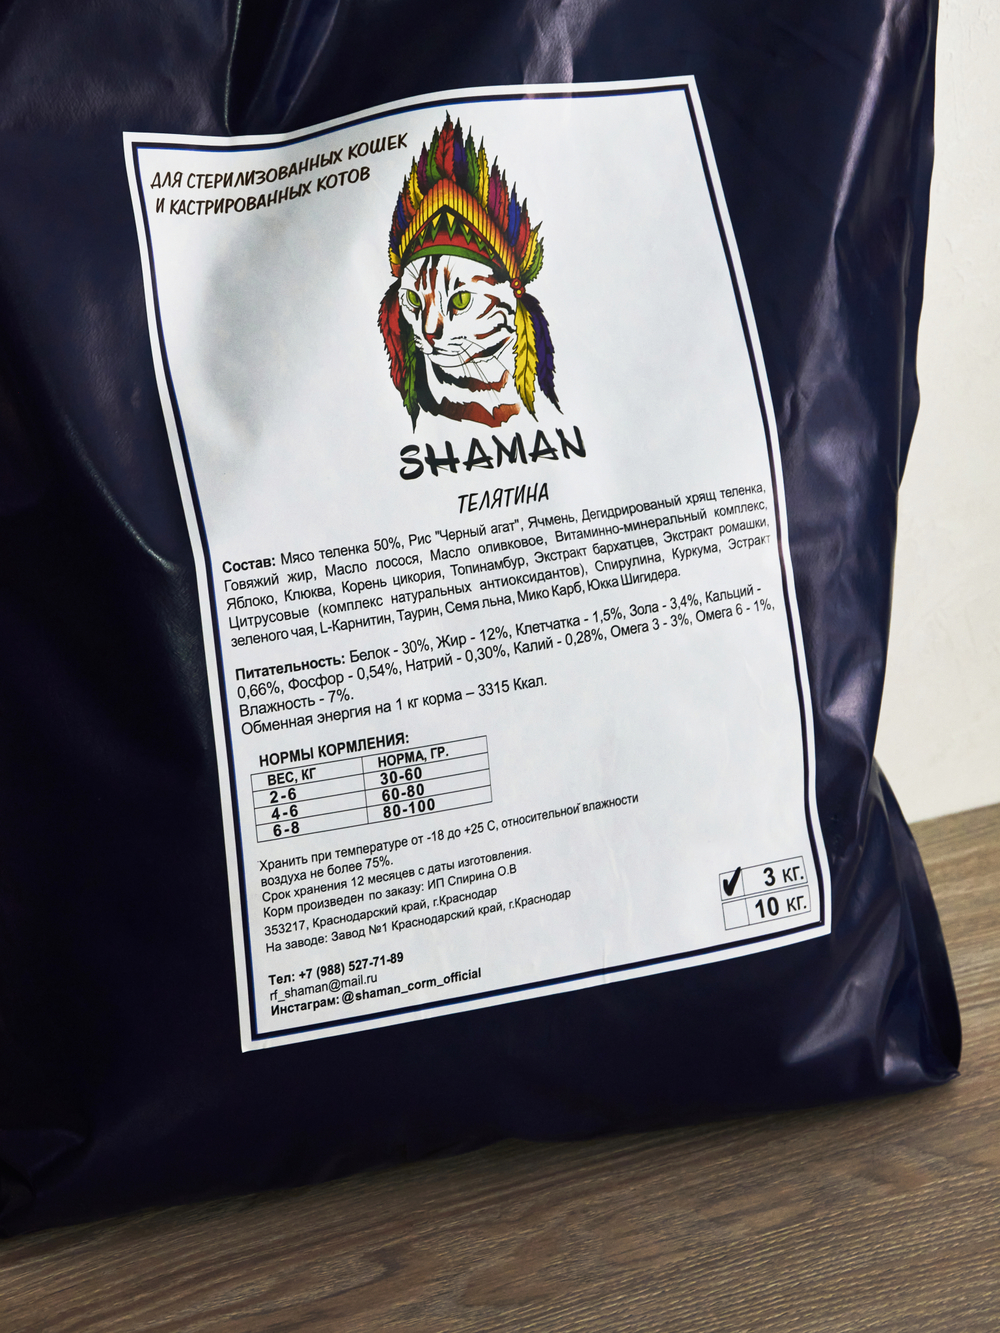 ДЛЯ СТЕРИЛИЗОВАННЫХ КОШЕК
И КАСТРИРОВАННЫХ КОТОВ
SHAMAN
ТЕЛЯТИНА
Состав: Мясо теленка 50%, Рис "Черный агат", Ячмень, Дегидрированый хрящ теленка,
Говяжий жир, Масло лосося, Масло оливковое, Витаминно-минеральный комплекс,
Яблоко, Клюква, Корень цикория, Топинамбур, Экстракт бархатцев, Экстракт ромашки,
Цитрусовые (комплекс натуральных антиоксидантов), Спирулина, Куркума, Эстракт
зеленого чая, L-Карнитин, Таурин, Семя льна, Мико Карб, Юкка Шигидера.
Питательность: Белок - 30%, Жир - 12%, Клетчатка - 1,5%, Зола - 3,4%, Кальций -
0,66%, Фосфор - 0,54%, Натрий - 0,30%, Калий - 0,28%, Омега 3 - 3%, Омега 6 - 1%,
Влажность - 7%.
Обменная энергия на 1 кг корма – 3315 Ккал.
НОРМЫ КОРМЛЕНИЯ:
ВЕС, КГ НОРМА, ГР.
2-6 30-60
4-6 60-80
6-8 80-100
Хранить при температуре от -18 до +25 С, относительной влажности
воздуха не более 75%.
Срок хранения 12 месяцев с даты изготовления.
Корм произведен по заказу: ИП Спирина О.В
353217, Краснодарский край, г.Краснодар
На заводе: Завод №1 Краснодарский край, г.Краснодар
3 КГ.
10 КГ.
Тел: +7 (988) 527-71-89
rf_shaman@mail.ru
Инстаграм: @shaman_corm_official